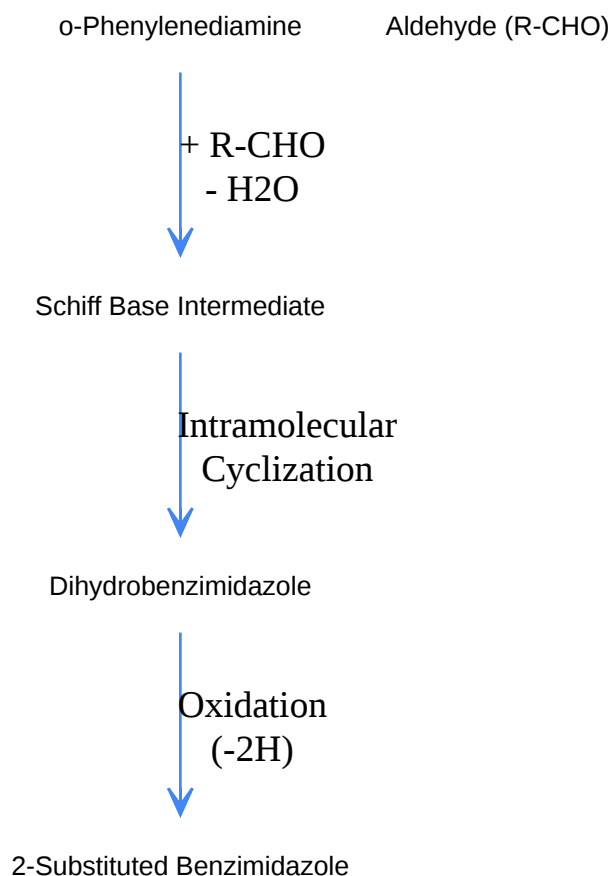 o-Phenylenediamine
Aldehyde (R-CHO)
+ R-CHO
- H2O
Schiff Base Intermediate
Intramolecular
Cyclization
Dihydrobenzimidazole
Oxidation
(-2H)
2-Substituted Benzimidazole